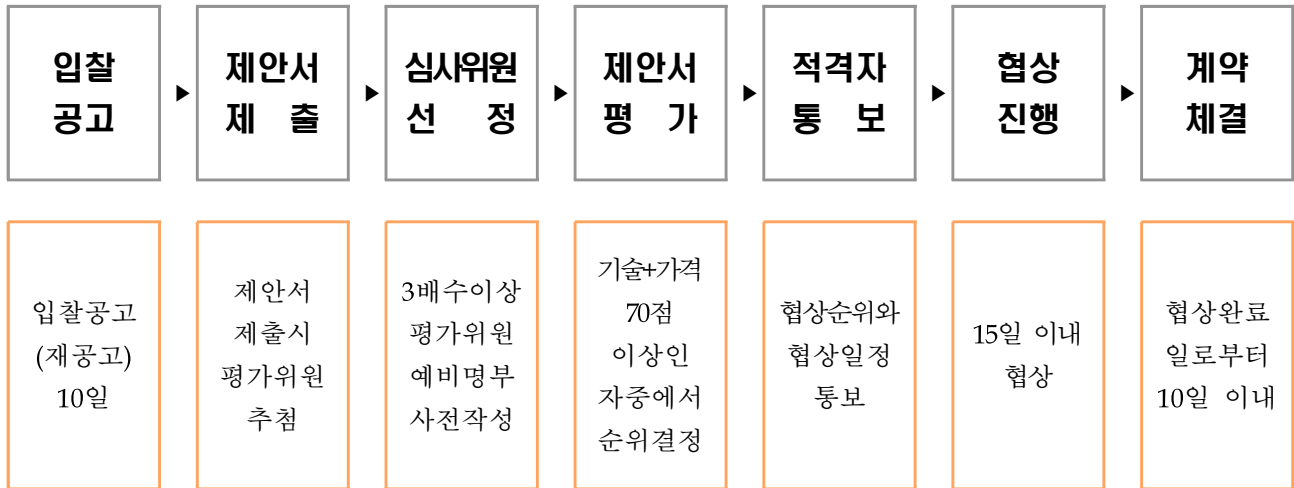 입찰
공고
제안서
제 출
심사위원
선 정
제안서
평 가
적격자
통 보
협상
진행
계약
체결
입찰공고
(재공고)
10일
제안서
제출시
평가위원
추첨
3배수이상
평가위원
예비명부
사전작성
기술+가격
70점
이상인
자중에서
순위결정
협상순위와
협상일정
통보
15일 이내
협상
협상완료
일로부터
10일 이내